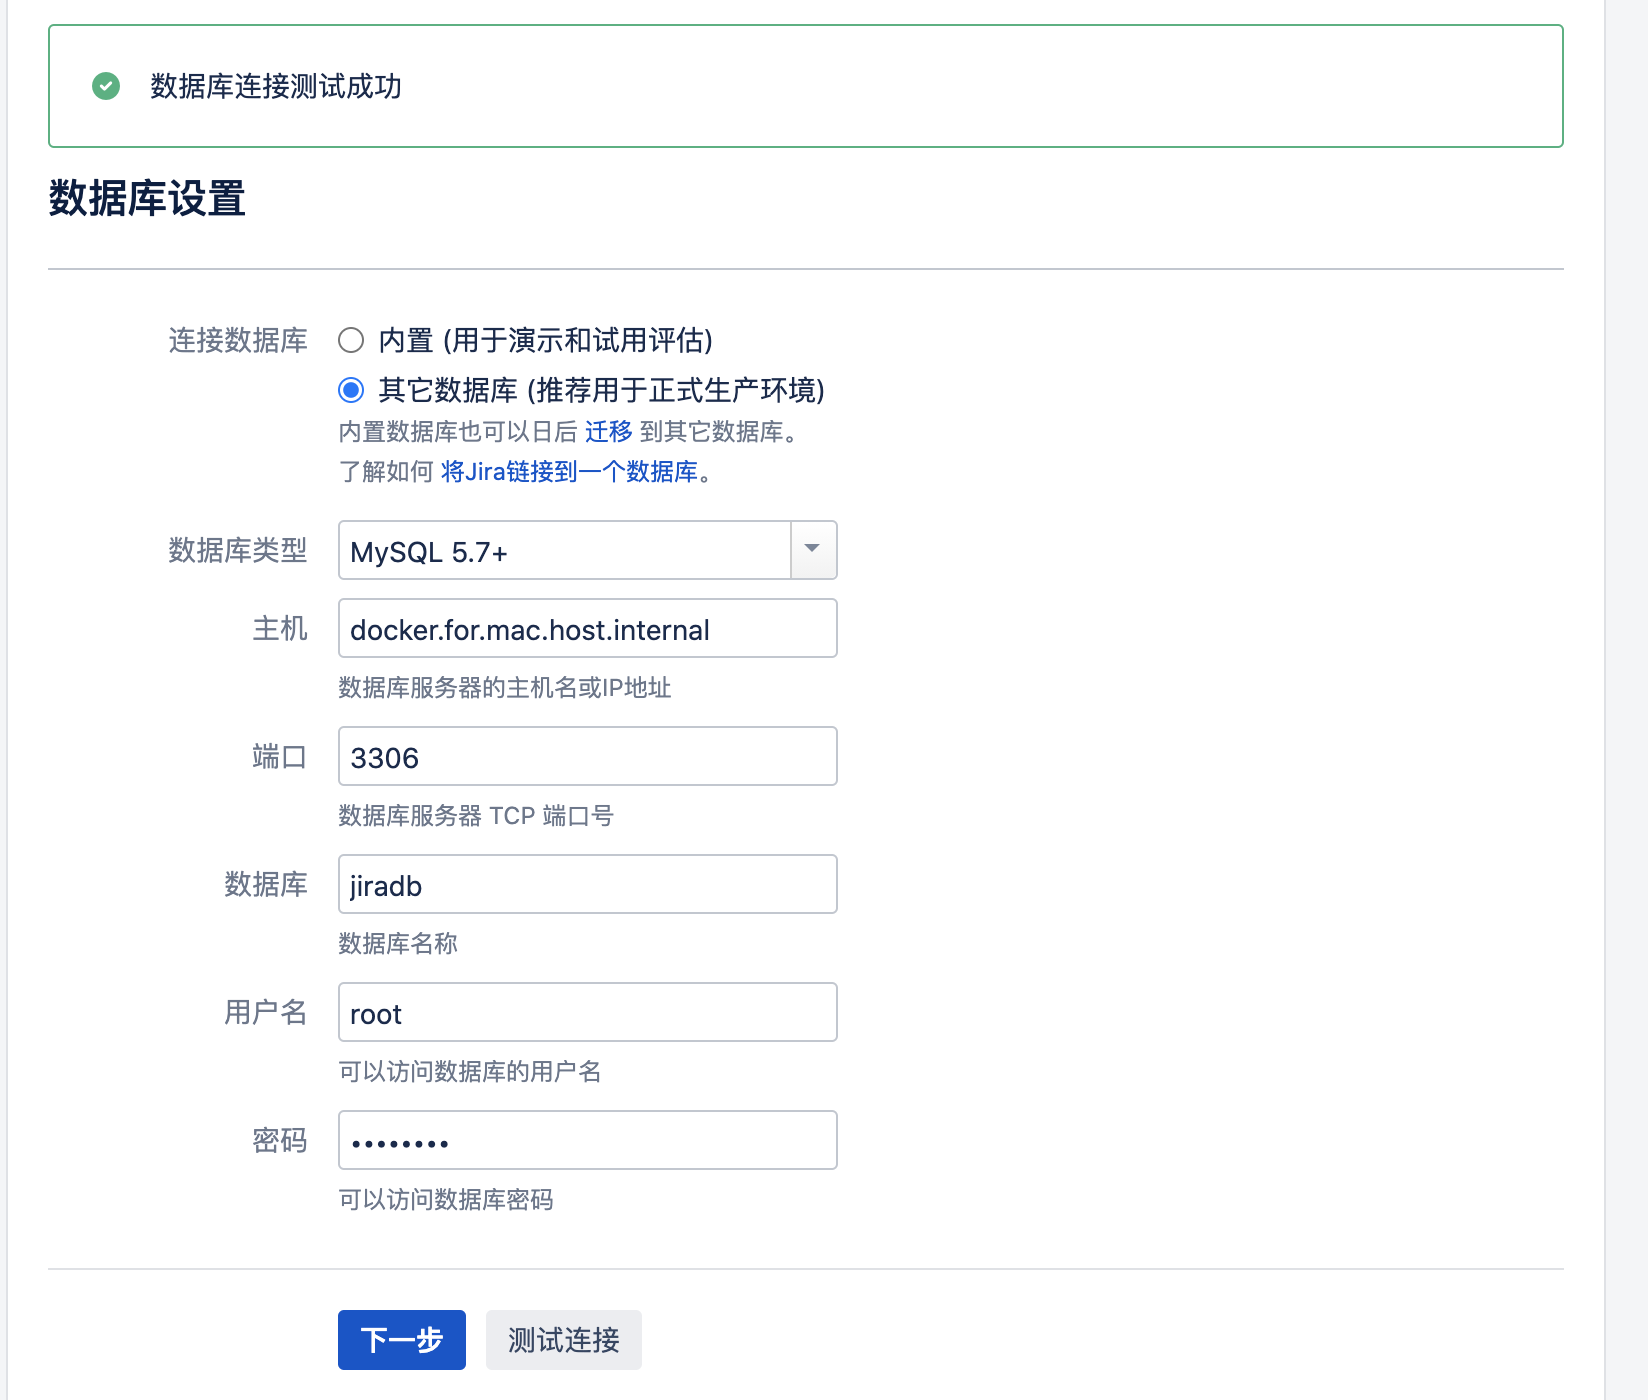 数据库连接测试成功
数据库设置
连接数据库
内置 (用于演示和试用评估)
其它数据库 (推荐用于正式生产环境)
内置数据库也可以日后 迁移 到其它数据库。
了解如何 将Jira链接到一个数据库。
数据库类型
MySQL 5.7+
主机
docker.for.mac.host.internal
数据库服务器的主机名或IP地址
端口
3306
数据库服务器 TCP 端口号
数据库
jiradb
数据库名称
用户名
root
可以访问数据库的用户名
密码
••••••••
可以访问数据库密码
下一步
测试连接